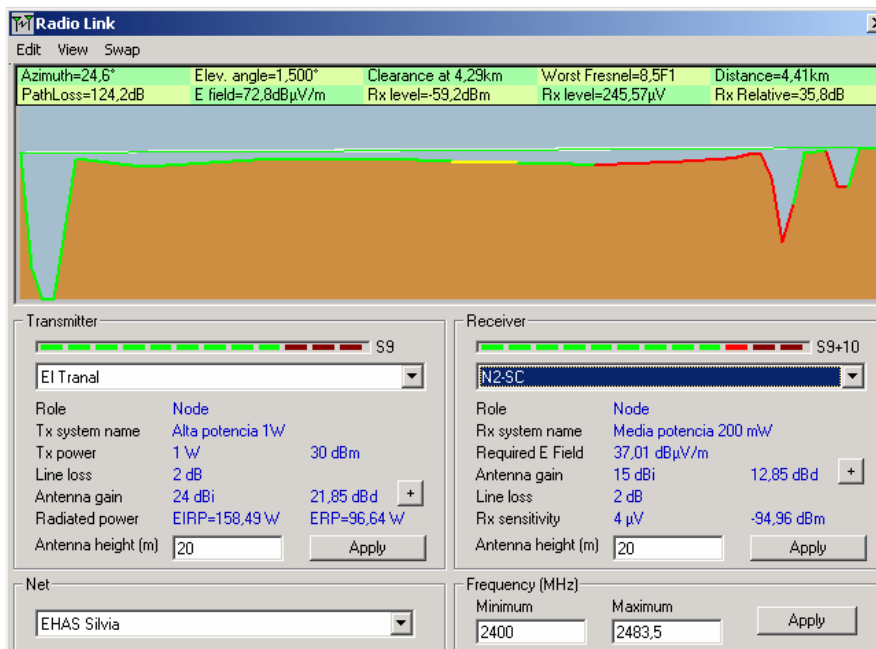 Radio Link
Edit View Swap
Azimuth=24,6° Elev. angle=1,500° Clearance at 4,29km Worst Fresnel=8,5F1 Distance=4,41km
PathLoss=124,2dB E field=72,8dBµV/m Rx level=-59,2dBm Rx level=245,57µV Rx Relative=35,8dB
Transmitter
S9
El Tranal
Role Node
Tx system name Alta potencia 1W
Tx power 1 W 30 dBm
Line loss 2 dB
Antenna gain 24 dBi 21,85 dBd +
Radiated power EIRP=158,49 W ERP=96,64 W
Antenna height (m) 20 Apply
Receiver
S9+10
N2-SC
Role Node
Rx system name Media potencia 200 mW
Required E Field 37,01 dBµV/m
Antenna gain 15 dBi 12,85 dBd +
Line loss 2 dB
Rx sensitivity 4 µV -94,96 dBm
Antenna height (m) 20 Apply
Net
EHAS Silvia
Frequency (MHz)
Minimum Maximum
2400 2483,5 Apply